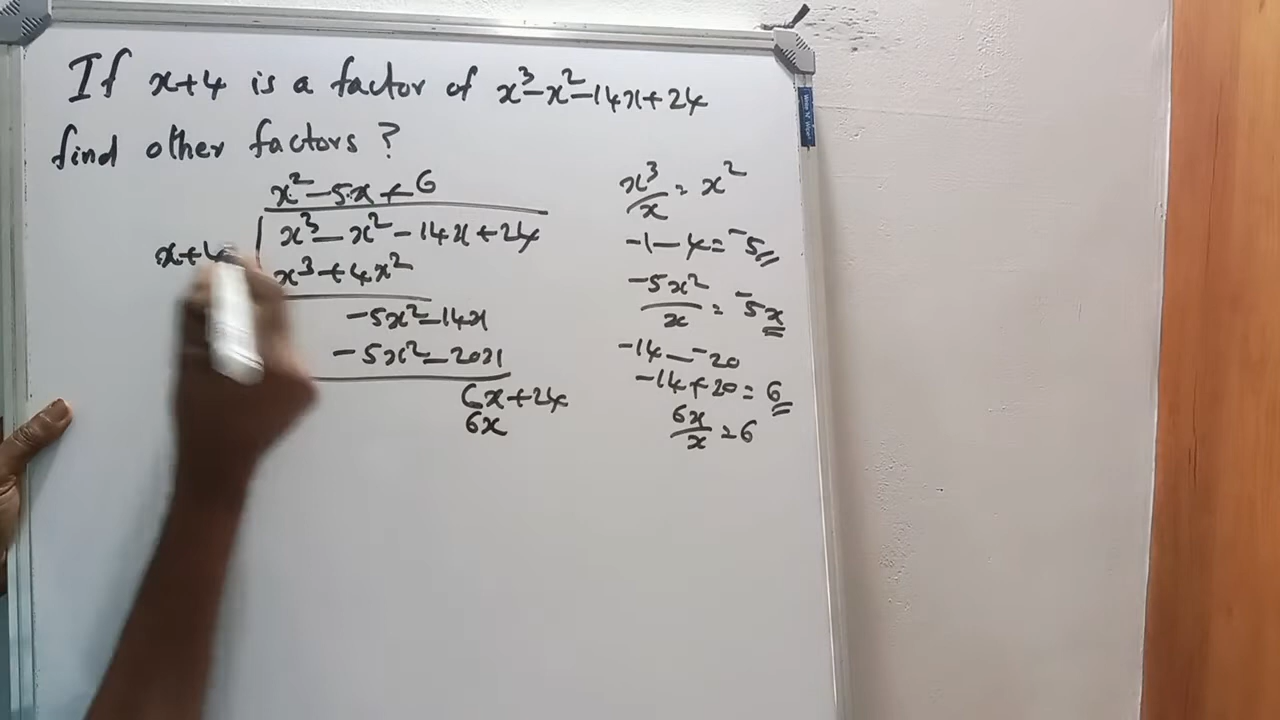 If x+4 is a factor of x³-x²-14x+24
find other factors?
x²-5x+6
x+4 x³-x²-14x+24
x³+4x²
-5x²-14x
-5x²-20x
6x+24
6x
x³/x = x²
-1-4=⁻5
-5x²/x = ⁻5x
-14-⁻20
-14+20=6
6x/x=6